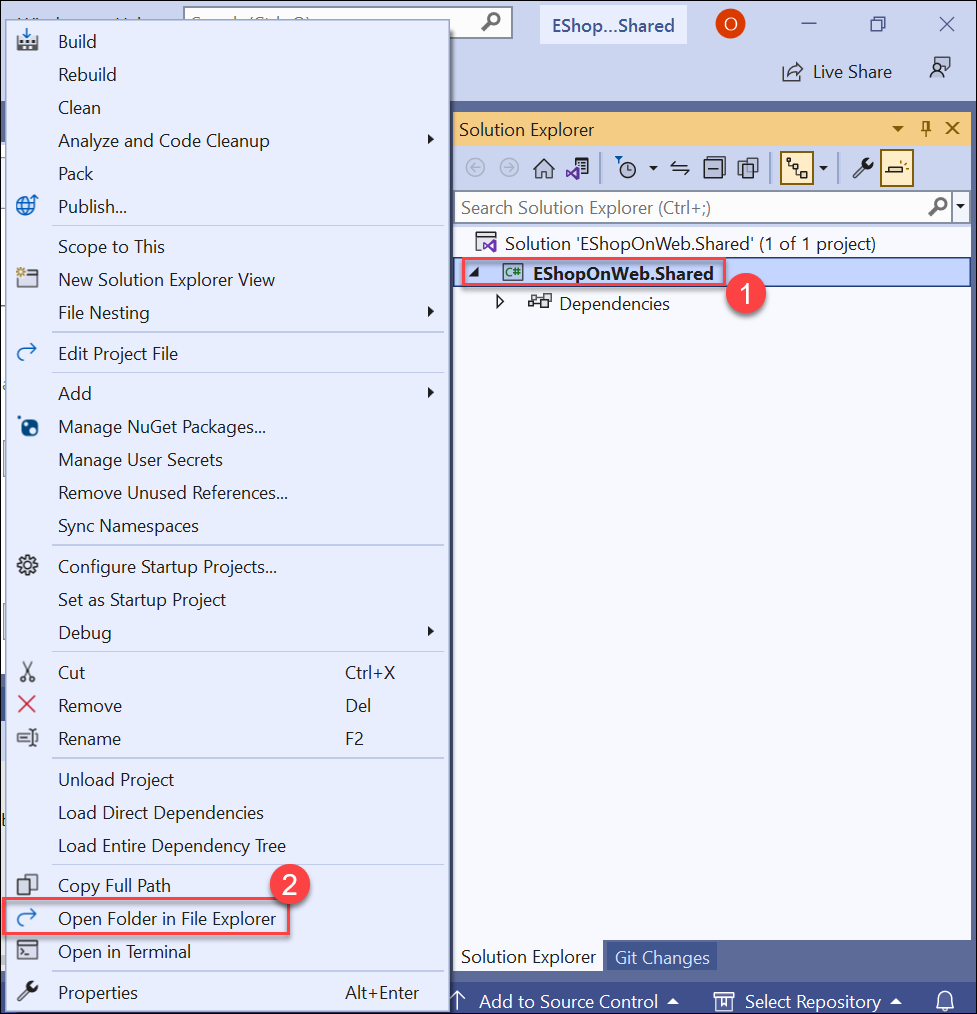 EShop...Shared
O
Live Share
Build
Rebuild
Clean
Analyze and Code Cleanup
Pack
Publish...
Scope to This
New Solution Explorer View
File Nesting
Edit Project File
Add
Manage NuGet Packages...
Manage User Secrets
Remove Unused References...
Sync Namespaces
Configure Startup Projects...
Set as Startup Project
Debug
Cut Ctrl+X
Remove Del
Rename F2
Unload Project
Load Direct Dependencies
Load Entire Dependency Tree
Copy Full Path
2
Open Folder in File Explorer
Open in Terminal
Properties Alt+Enter
Solution Explorer
Search Solution Explorer (Ctrl+;)
Solution 'EShopOnWeb.Shared' (1 of 1 project)
C# EShopOnWeb.Shared
1
Dependencies
Solution Explorer Git Changes
Add to Source Control Select Repository